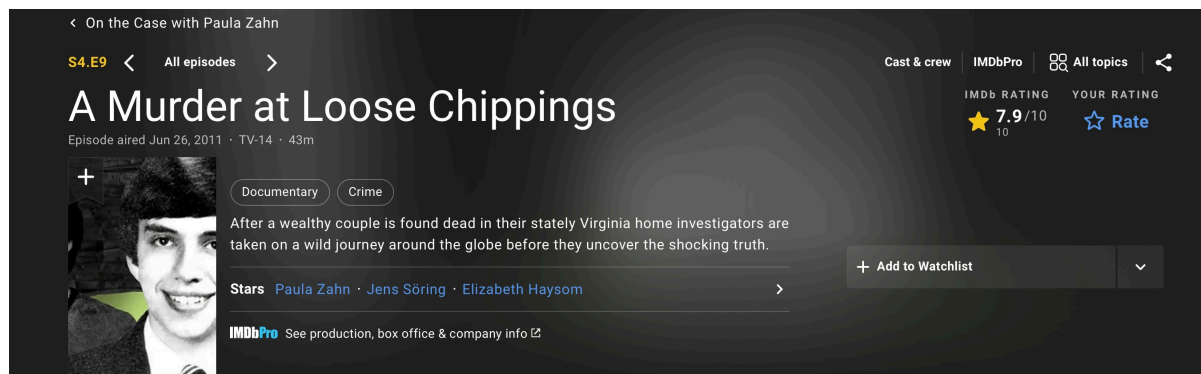 On the Case with Paula Zahn
S4.E9 All episodes
Cast & crew IMDbPro All topics
A Murder at Loose Chippings
Episode aired Jun 26, 2011 · TV-14 · 43m
IMDb RATING YOUR RATING
7.9/10 Rate
10
Documentary Crime
After a wealthy couple is found dead in their stately Virginia home investigators are
taken on a wild journey around the globe before they uncover the shocking truth.
Stars Paula Zahn · Jens Söring · Elizabeth Haysom
IMDbPro See production, box office & company info
Add to Watchlist